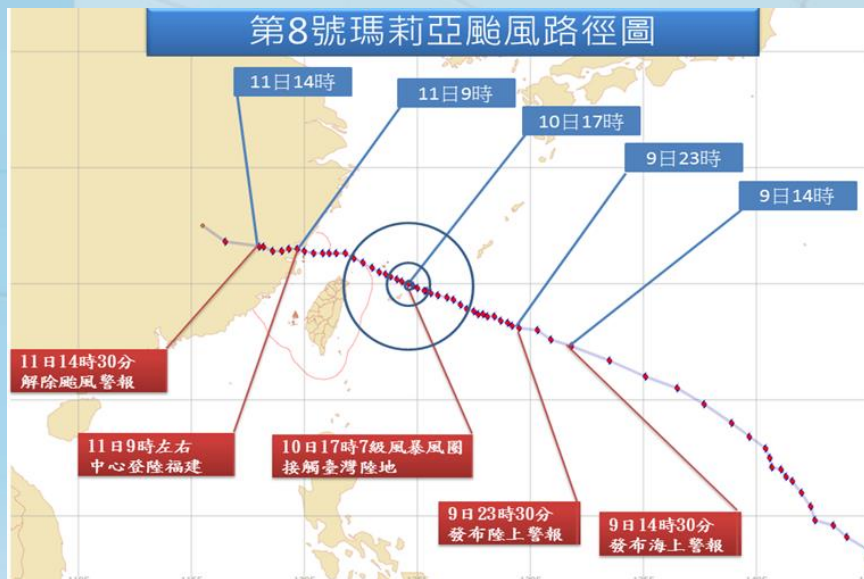 第8號瑪莉亞颱風路徑圖
11日14時
11日9時
10日17時
9日23時
9日14時
11日14時30分
解除颱風警報
11日9時左右
中心登陸福建
10日17時7級風暴風圈
接觸臺灣陸地
9日23時30分
發布陸上警報
9日14時30分
發布海上警報